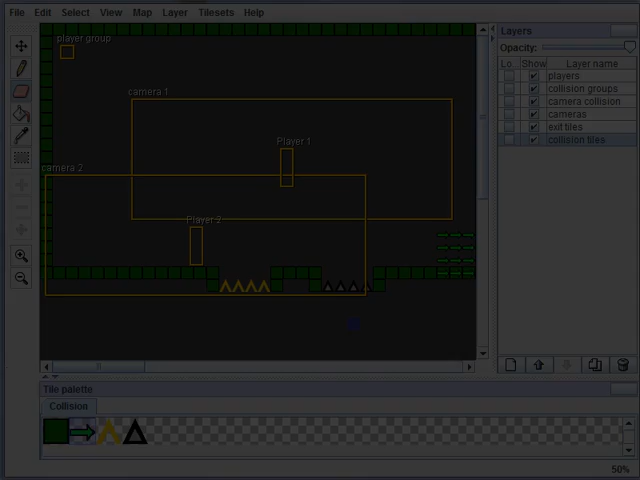 File Edit Select View Map Layer Tilesets Help
player group
camera 1
Player 1
camera 2
Player 2
Layers
Opacity:
Lo... Show Layer name
players
collision groups
camera collision
cameras
exit tiles
collision tiles
Tile palette
Collision
50%